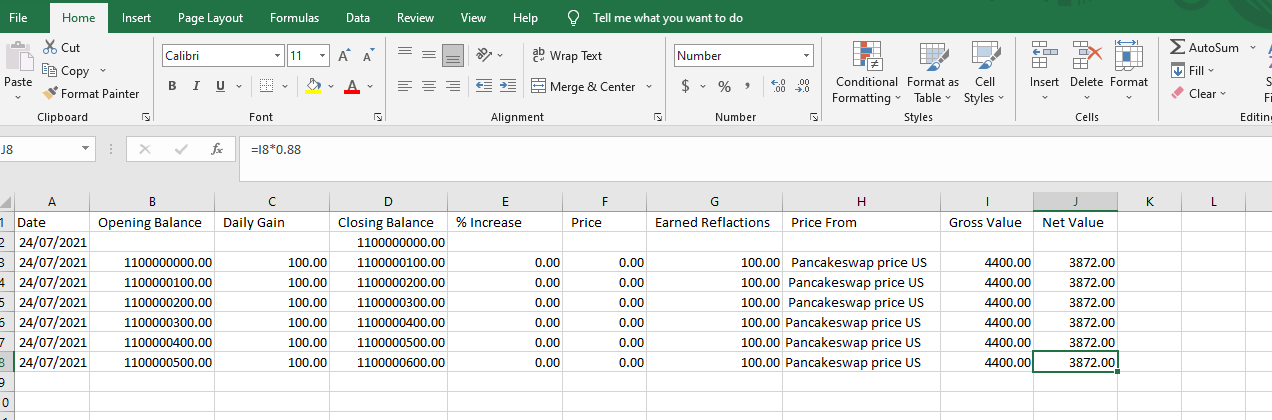 File Home Insert Page Layout Formulas Data Review View Help Tell me what you want to do
Paste
Cut
Copy
Format Painter
Clipboard
Calibri 11
B I U A
Font
ab Wrap Text
Merge & Center
Alignment
Number
$ % , .00 .0
Number
Conditional Formatting
Format as Table
Cell Styles
Styles
Insert Delete Format
Cells
AutoSum
Fill
Clear
J8 fx =I8*0.88
A B C D E F G H I J K L
1 Date Opening Balance Daily Gain Closing Balance % Increase Price Earned Reflactions Price From Gross Value Net Value
2 24/07/2021 1100000000.00
3 24/07/2021 1100000000.00 100.00 1100000100.00 0.00 0.00 100.00 Pancakeswap price US 4400.00 3872.00
4 24/07/2021 1100000100.00 100.00 1100000200.00 0.00 0.00 100.00 Pancakeswap price US 4400.00 3872.00
5 24/07/2021 1100000200.00 100.00 1100000300.00 0.00 0.00 100.00 Pancakeswap price US 4400.00 3872.00
6 24/07/2021 1100000300.00 100.00 1100000400.00 0.00 0.00 100.00 Pancakeswap price US 4400.00 3872.00
7 24/07/2021 1100000400.00 100.00 1100000500.00 0.00 0.00 100.00 Pancakeswap price US 4400.00 3872.00
8 24/07/2021 1100000500.00 100.00 1100000600.00 0.00 0.00 100.00 Pancakeswap price US 4400.00 3872.00
9
0